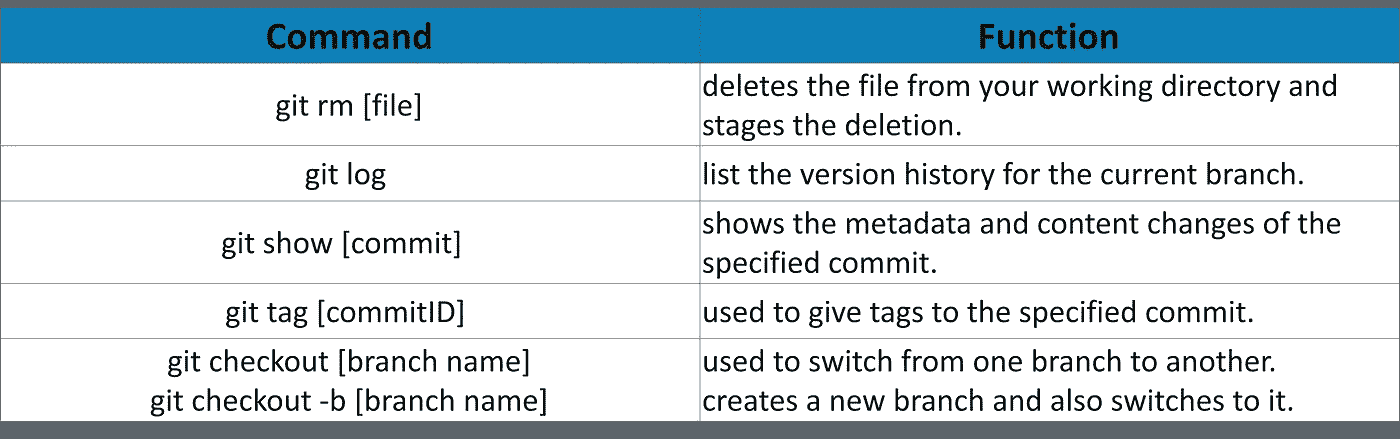 Command
Function
git rm [file]
deletes the file from your working directory and
stages the deletion.
git log
list the version history for the current branch.
git show [commit]
shows the metadata and content changes of the
specified commit.
git tag [commitID]
used to give tags to the specified commit.
git checkout [branch name]
used to switch from one branch to another.
git checkout -b [branch name]
creates a new branch and also switches to it.